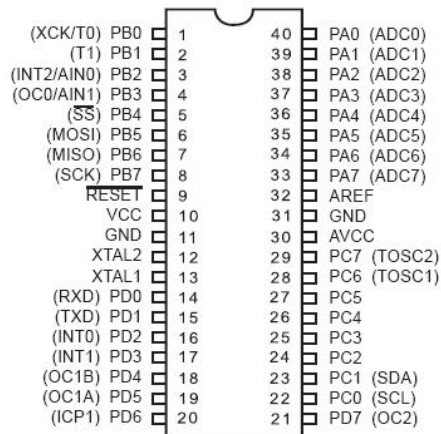 (XCK/T0) PB0 1 40 PA0 (ADC0)
(T1) PB1 2 39 PA1 (ADC1)
(INT2/AIN0) PB2 3 38 PA2 (ADC2)
(OC0/AIN1) PB3 4 37 PA3 (ADC3)
(SS) PB4 5 36 PA4 (ADC4)
(MOSI) PB5 6 35 PA5 (ADC5)
(MISO) PB6 7 34 PA6 (ADC6)
(SCK) PB7 8 33 PA7 (ADC7)
RESET 9 32 AREF
VCC 10 31 GND
GND 11 30 AVCC
XTAL2 12 29 PC7 (TOSC2)
XTAL1 13 28 PC6 (TOSC1)
(RXD) PD0 14 27 PC5
(TXD) PD1 15 26 PC4
(INT0) PD2 16 25 PC3
(INT1) PD3 17 24 PC2
(OC1B) PD4 18 23 PC1 (SDA)
(OC1A) PD5 19 22 PC0 (SCL)
(ICP1) PD6 20 21 PD7 (OC2)